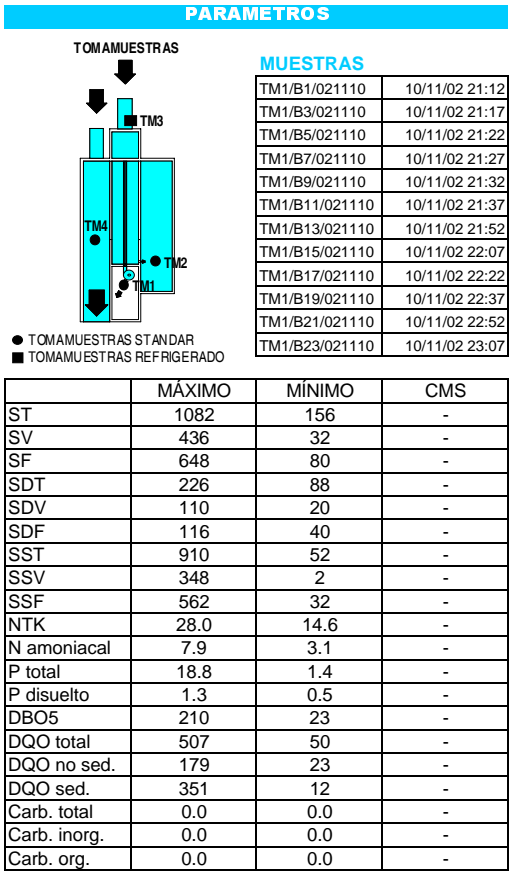 PARAMETROS
TOMAMUESTRAS
TM3
TM4
TM2
TM1
TOMAMUESTRAS STANDAR
TOMAMUESTRAS REFRIGERADO
MUESTRAS
TM1/B1/021110 10/11/02 21:12
TM1/B3/021110 10/11/02 21:17
TM1/B5/021110 10/11/02 21:22
TM1/B7/021110 10/11/02 21:27
TM1/B9/021110 10/11/02 21:32
TM1/B11/021110 10/11/02 21:37
TM1/B13/021110 10/11/02 21:52
TM1/B15/021110 10/11/02 22:07
TM1/B17/021110 10/11/02 22:22
TM1/B19/021110 10/11/02 22:37
TM1/B21/021110 10/11/02 22:52
TM1/B23/021110 10/11/02 23:07
MÁXIMO MÍNIMO CMS
ST 1082 156 -
SV 436 32 -
SF 648 80 -
SDT 226 88 -
SDV 110 20 -
SDF 116 40 -
SST 910 52 -
SSV 348 2 -
SSF 562 32 -
NTK 28.0 14.6 -
N amoniacal 7.9 3.1 -
P total 18.8 1.4 -
P disuelto 1.3 0.5 -
DBO5 210 23 -
DQO total 507 50 -
DQO no sed. 179 23 -
DQO sed. 351 12 -
Carb. total 0.0 0.0 -
Carb. inorg. 0.0 0.0 -
Carb. org. 0.0 0.0 -